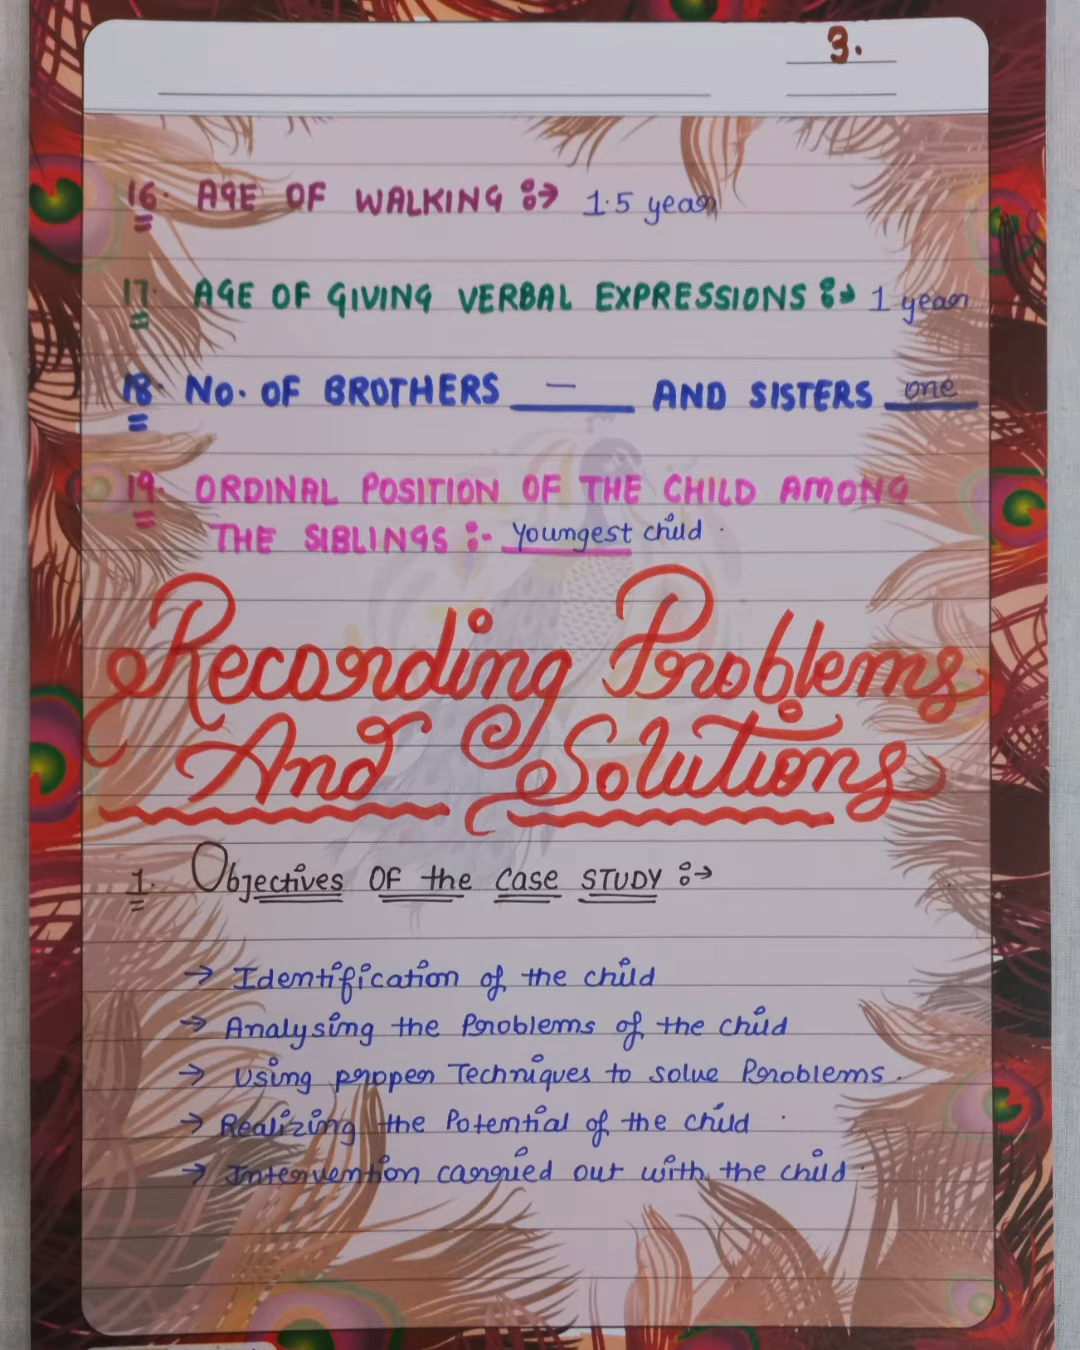 3.
16. AGE OF WALKING :→ 1.5 year
17. AGE OF GIVING VERBAL EXPRESSIONS :→ 1 year
18. No. OF BROTHERS — AND SISTERS one
19. ORDINAL POSITION OF THE CHILD AMONG
THE SIBLINGS :- Youngest child.
Recording Problems
And Solutions
1. Objectives OF the Case STUDY :→
→ Identification of the child
→ Analysing the Problems of the child
→ Using proper Techniques to solve Problems.
→ Realizing the Potential of the child.
→ Intervention carried out with the child.